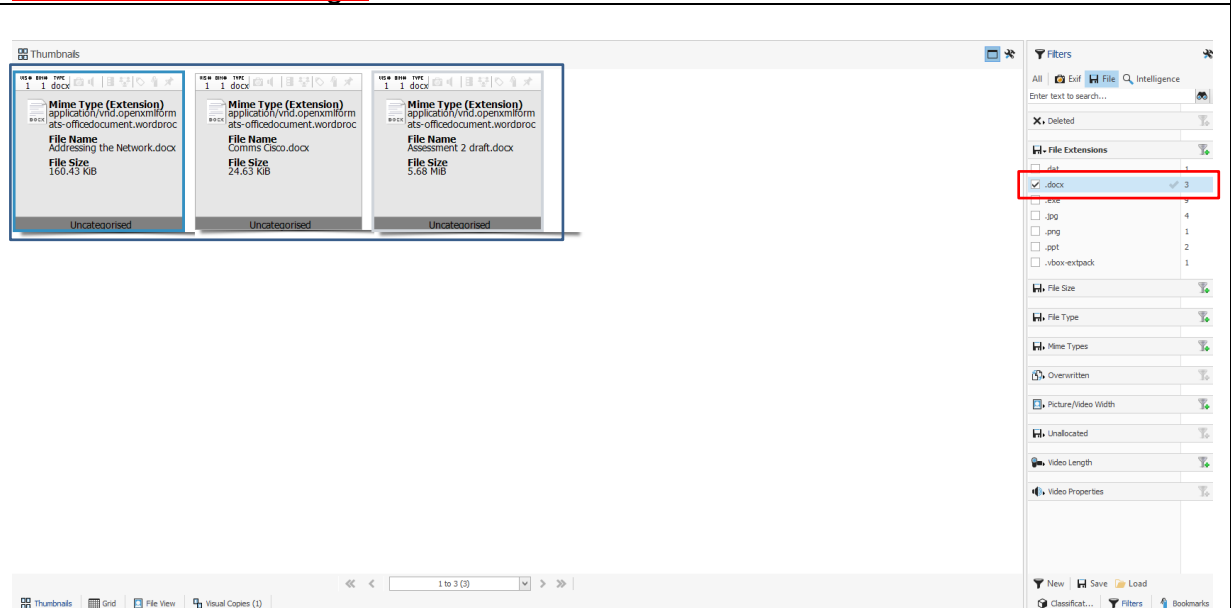 Thumbnails
VIS# BIN# TYPE
1 1 docx
Mime Type (Extension)
application/vnd.openxmlform
ats-officedocument.wordproc
File Name
Addressing the Network.docx
File Size
160.43 KiB
Uncategorised
VIS# BIN# TYPE
1 1 docx
Mime Type (Extension)
application/vnd.openxmlform
ats-officedocument.wordproc
File Name
Comms Cisco.docx
File Size
24.63 KiB
Uncategorised
VIS# BIN# TYPE
1 1 docx
Mime Type (Extension)
application/vnd.openxmlform
ats-officedocument.wordproc
File Name
Assessment 2 draft.docx
File Size
5.68 MiB
Uncategorised
1 to 3 (3)
Thumbnails Grid File View Visual Copies (1)
Filters
All Exif File Intelligence
Enter text to search...
Deleted
File Extensions
.dat 1
.docx 3
.exe 9
.jpg 4
.png 1
.ppt 2
.vbox-extpack 1
File Size
File Type
Mime Types
Overwritten
Picture/Video Width
Unallocated
Video Length
Video Properties
New Save Load
Classificat... Filters Bookmarks